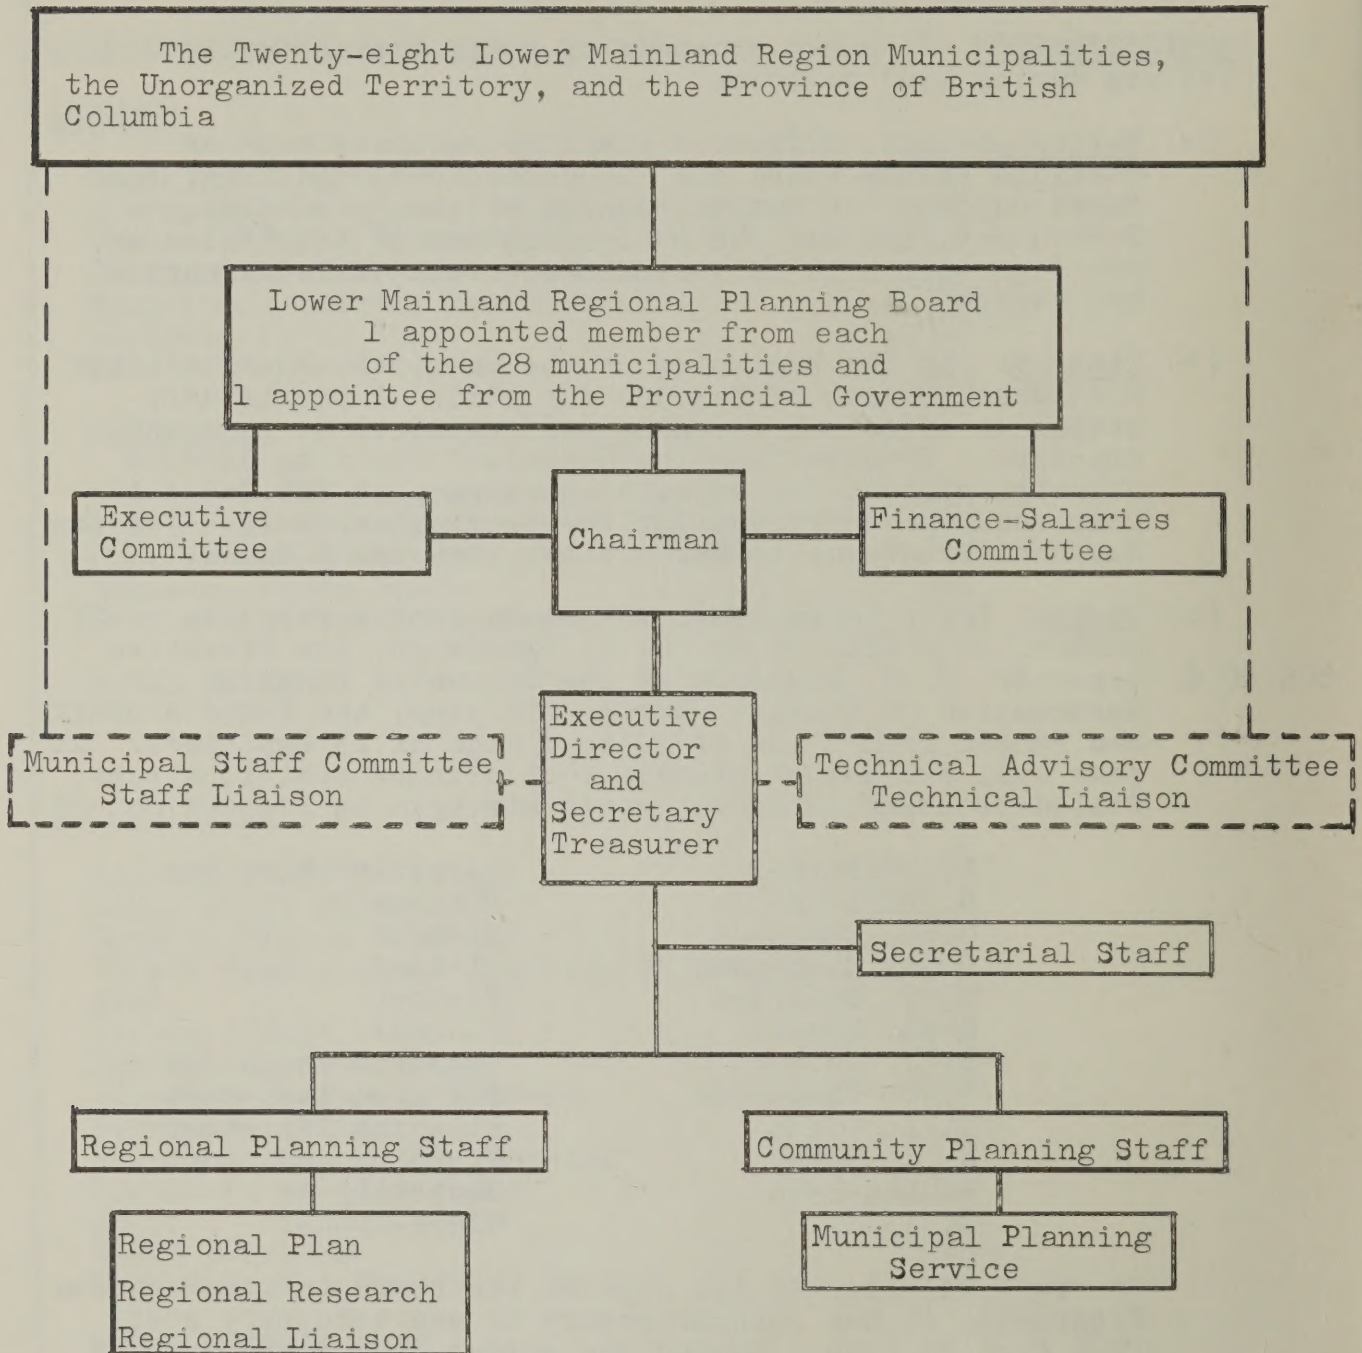 The Twenty-eight Lower Mainland Region Municipalities,
the Unorganized Territory, and the Province of British
Columbia
Lower Mainland Regional Planning Board
1 appointed member from each
of the 28 municipalities and
1 appointee from the Provincial Government
Executive
Committee
Chairman
Finance-Salaries
Committee
Municipal Staff Committee
Staff Liaison
Executive
Director
and
Secretary
Treasurer
Technical Advisory Committee
Technical Liaison
Secretarial Staff
Regional Planning Staff
Community Planning Staff
Regional Plan
Regional Research
Regional Liaison
Municipal Planning
Service